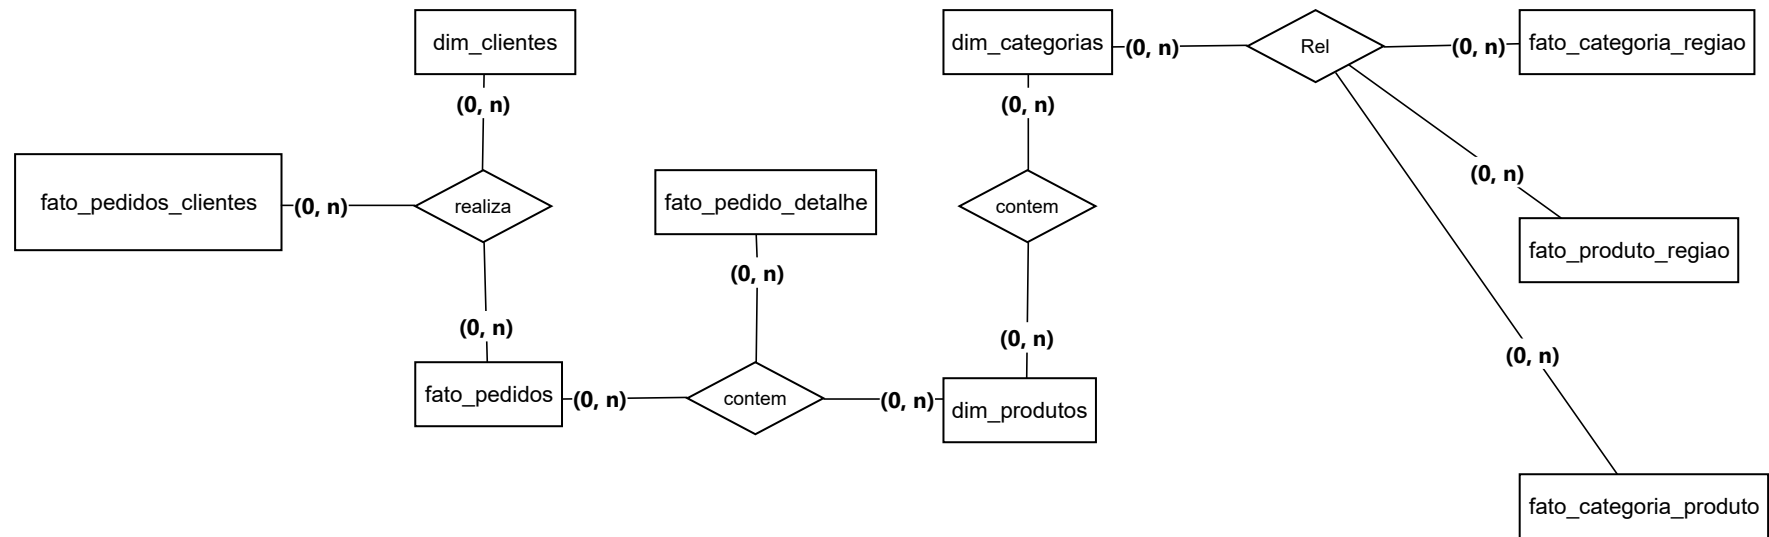 dim_clientes
dim_categorias
(0, n)
Rel
(0, n)
fato_categoria_regiao
(0, n)
(0, n)
(0, n)
fato_pedidos_clientes
(0, n)
realiza
fato_pedido_detalhe
contem
fato_produto_regiao
(0, n)
(0, n)
(0, n)
(0, n)
fato_pedidos
(0, n)
contem
(0, n)
dim_produtos
fato_categoria_produto